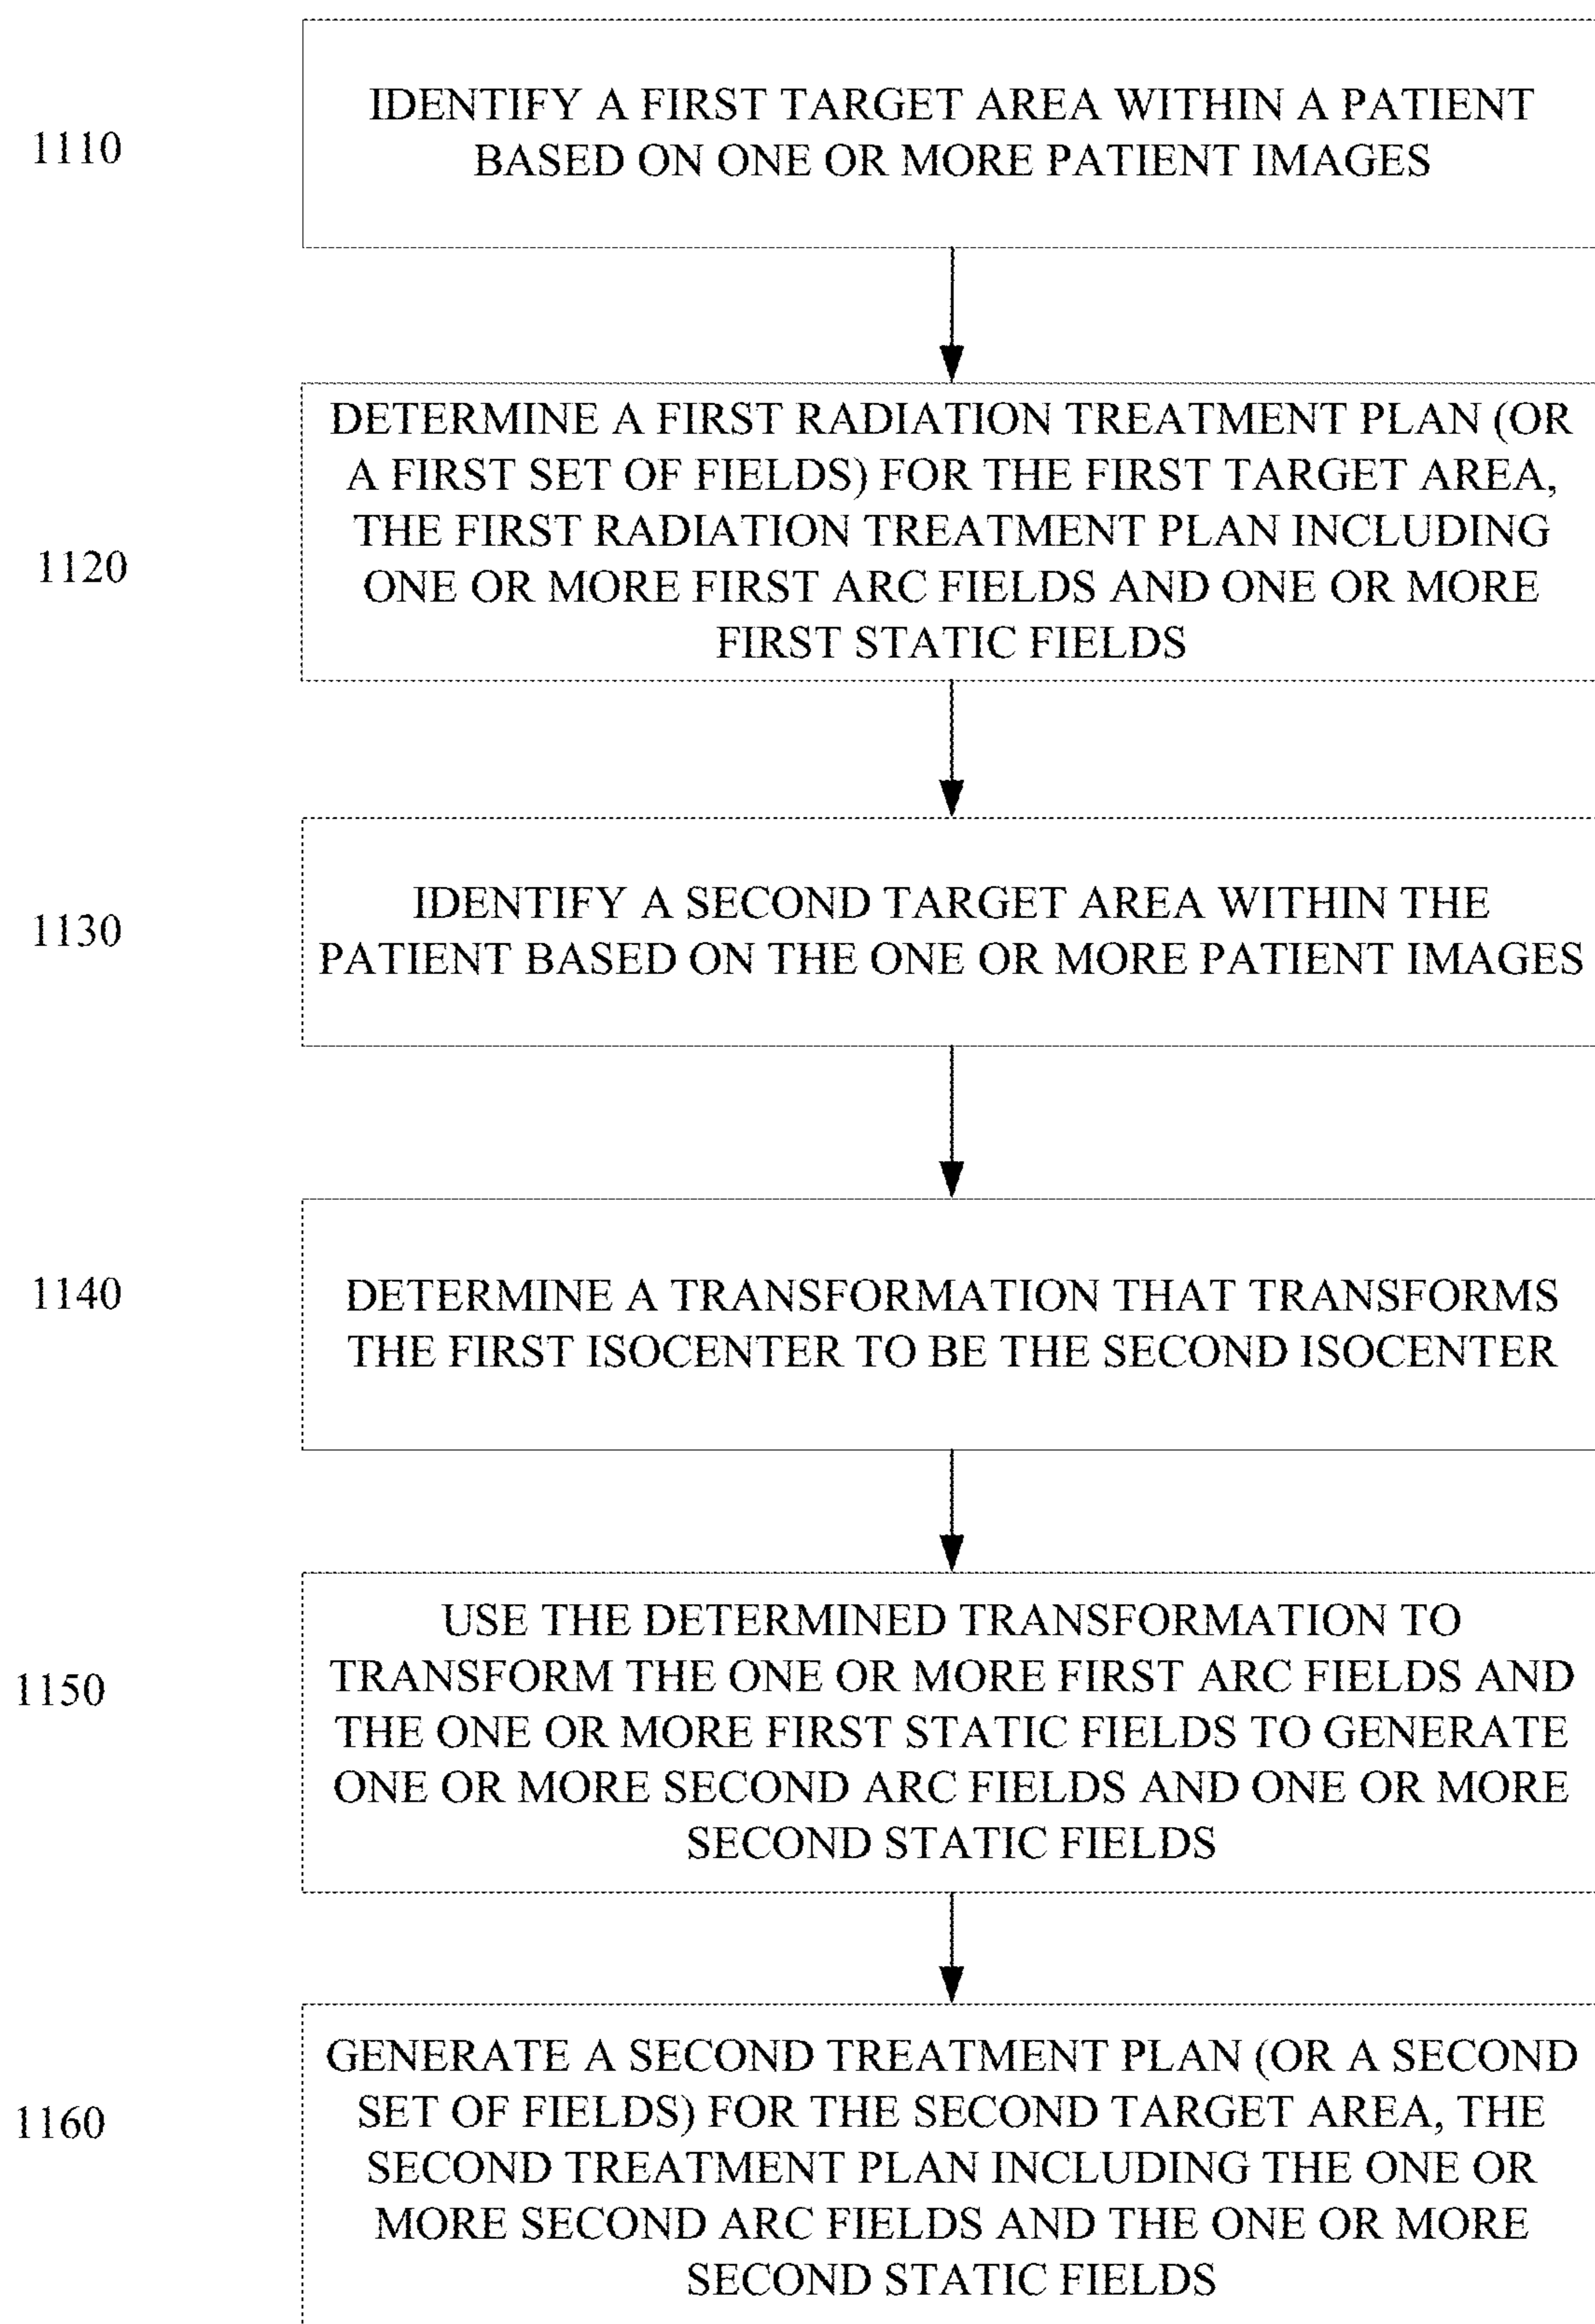 1110
IDENTIFY A FIRST TARGET AREA WITHIN A PATIENT
BASED ON ONE OR MORE PATIENT IMAGES
1120
DETERMINE A FIRST RADIATION TREATMENT PLAN (OR
A FIRST SET OF FIELDS) FOR THE FIRST TARGET AREA,
THE FIRST RADIATION TREATMENT PLAN INCLUDING
ONE OR MORE FIRST ARC FIELDS AND ONE OR MORE
FIRST STATIC FIELDS
1130
IDENTIFY A SECOND TARGET AREA WITHIN THE
PATIENT BASED ON THE ONE OR MORE PATIENT IMAGES
1140
DETERMINE A TRANSFORMATION THAT TRANSFORMS
THE FIRST ISOCENTER TO BE THE SECOND ISOCENTER
1150
USE THE DETERMINED TRANSFORMATION TO
TRANSFORM THE ONE OR MORE FIRST ARC FIELDS AND
THE ONE OR MORE FIRST STATIC FIELDS TO GENERATE
ONE OR MORE SECOND ARC FIELDS AND ONE OR MORE
SECOND STATIC FIELDS
1160
GENERATE A SECOND TREATMENT PLAN (OR A SECOND
SET OF FIELDS) FOR THE SECOND TARGET AREA, THE
SECOND TREATMENT PLAN INCLUDING THE ONE OR
MORE SECOND ARC FIELDS AND THE ONE OR MORE
SECOND STATIC FIELDS